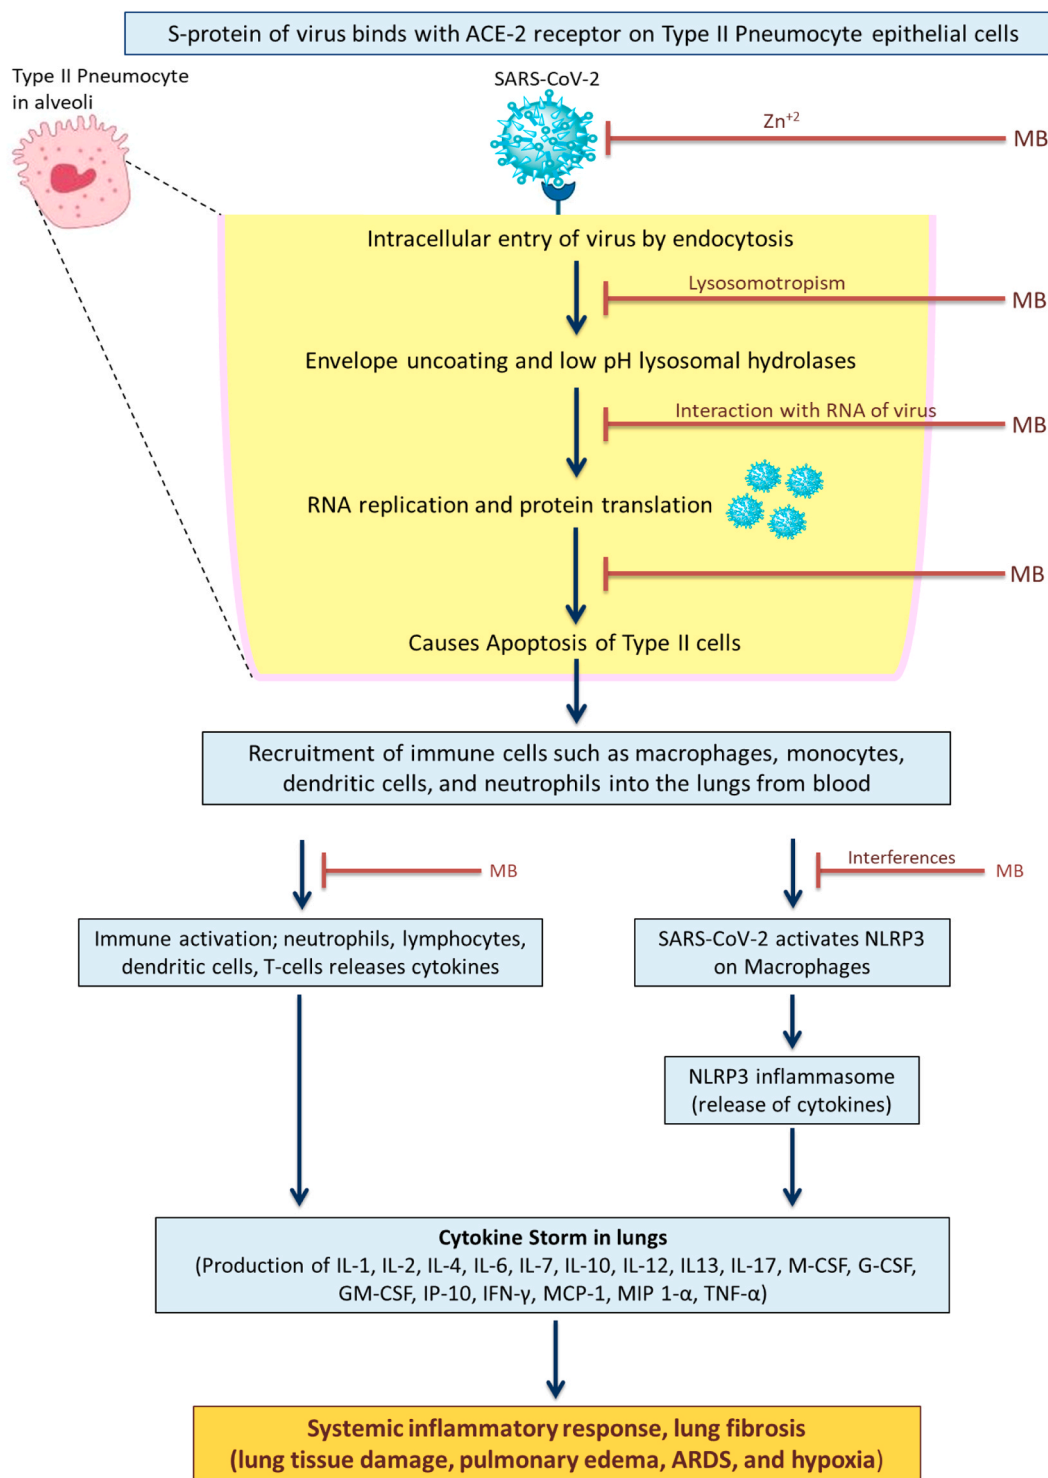 S-protein of virus binds with ACE-2 receptor on Type II Pneumocyte epithelial cells
Type II Pneumocyte
in alveoli
SARS-CoV-2
Zn+2
MB
Intracellular entry of virus by endocytosis
Lysosomotropism
MB
Envelope uncoating and low pH lysosomal hydrolases
Interaction with RNA of virus
MB
RNA replication and protein translation
MB
Causes Apoptosis of Type II cells
Recruitment of immune cells such as macrophages, monocytes,
dendritic cells, and neutrophils into the lungs from blood
MB
Interferences
MB
Immune activation; neutrophils, lymphocytes,
dendritic cells, T-cells releases cytokines
SARS-CoV-2 activates NLRP3
on Macrophages
NLRP3 inflammasome
(release of cytokines)
Cytokine Storm in lungs
(Production of IL-1, IL-2, IL-4, IL-6, IL-7, IL-10, IL-12, IL13, IL-17, M-CSF, G-CSF,
GM-CSF, IP-10, IFN-γ, MCP-1, MIP 1-α, TNF-α)
Systemic inflammatory response, lung fibrosis
(lung tissue damage, pulmonary edema, ARDS, and hypoxia)